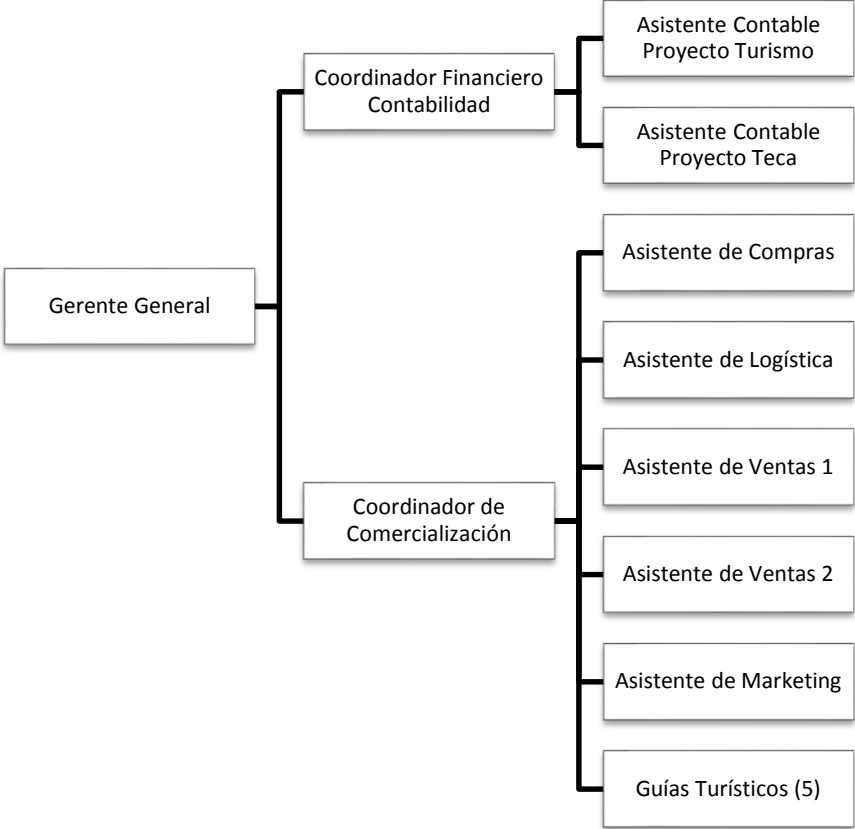 Gerente General
Coordinador Financiero
Contabilidad
Asistente Contable
Proyecto Turismo
Asistente Contable
Proyecto Teca
Coordinador de
Comercialización
Asistente de Compras
Asistente de Logística
Asistente de Ventas 1
Asistente de Ventas 2
Asistente de Marketing
Guías Turísticos (5)